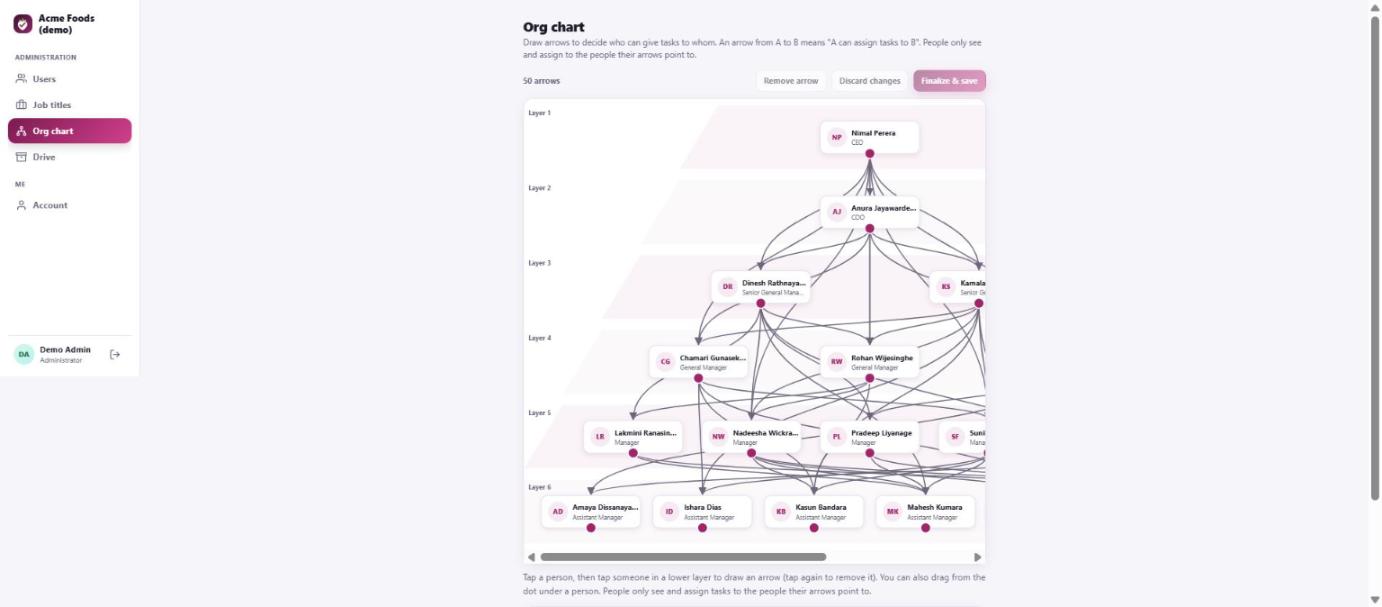 Acme Foods
(demo)
ADMINISTRATION
Users
Job titles
Org chart
Drive
ME
Account
DA
Demo Admin
Administrator
Org chart
Draw arrows to decide who can give tasks to whom. An arrow from A to B means "A can assign tasks to B". People only see
and assign to the people their arrows point to.
50 arrows
Remove arrow
Discard changes
Finalize & save
Layer 1
NP
Nimal Perera
CEO
Layer 2
AJ
Anura Jayawarde...
COO
Layer 3
DR
Dinesh Rathnaya...
Senior General Mana...
KS
Kamala
Senior Ge
Layer 4
CG
Chamari Gunasek...
General Manager
RW
Rohan Wijesinghe
General Manager
Layer 5
LR
Lakmini Ranasin...
Manager
NW
Nadeesha Wickra...
Manager
PL
Pradeep Liyanage
Manager
SF
Suni
Mana
Layer 6
AD
Amaya Dissanaya...
Assistant Manager
ID
Ishara Dias
Assistant Manager
KB
Kasun Bandara
Assistant Manager
MK
Mahesh Kumara
Assistant Manager
Tap a person, then tap someone in a lower layer to draw an arrow (tap again to remove it). You can also drag from the
dot under a person. People only see and assign tasks to the people their arrows point to.